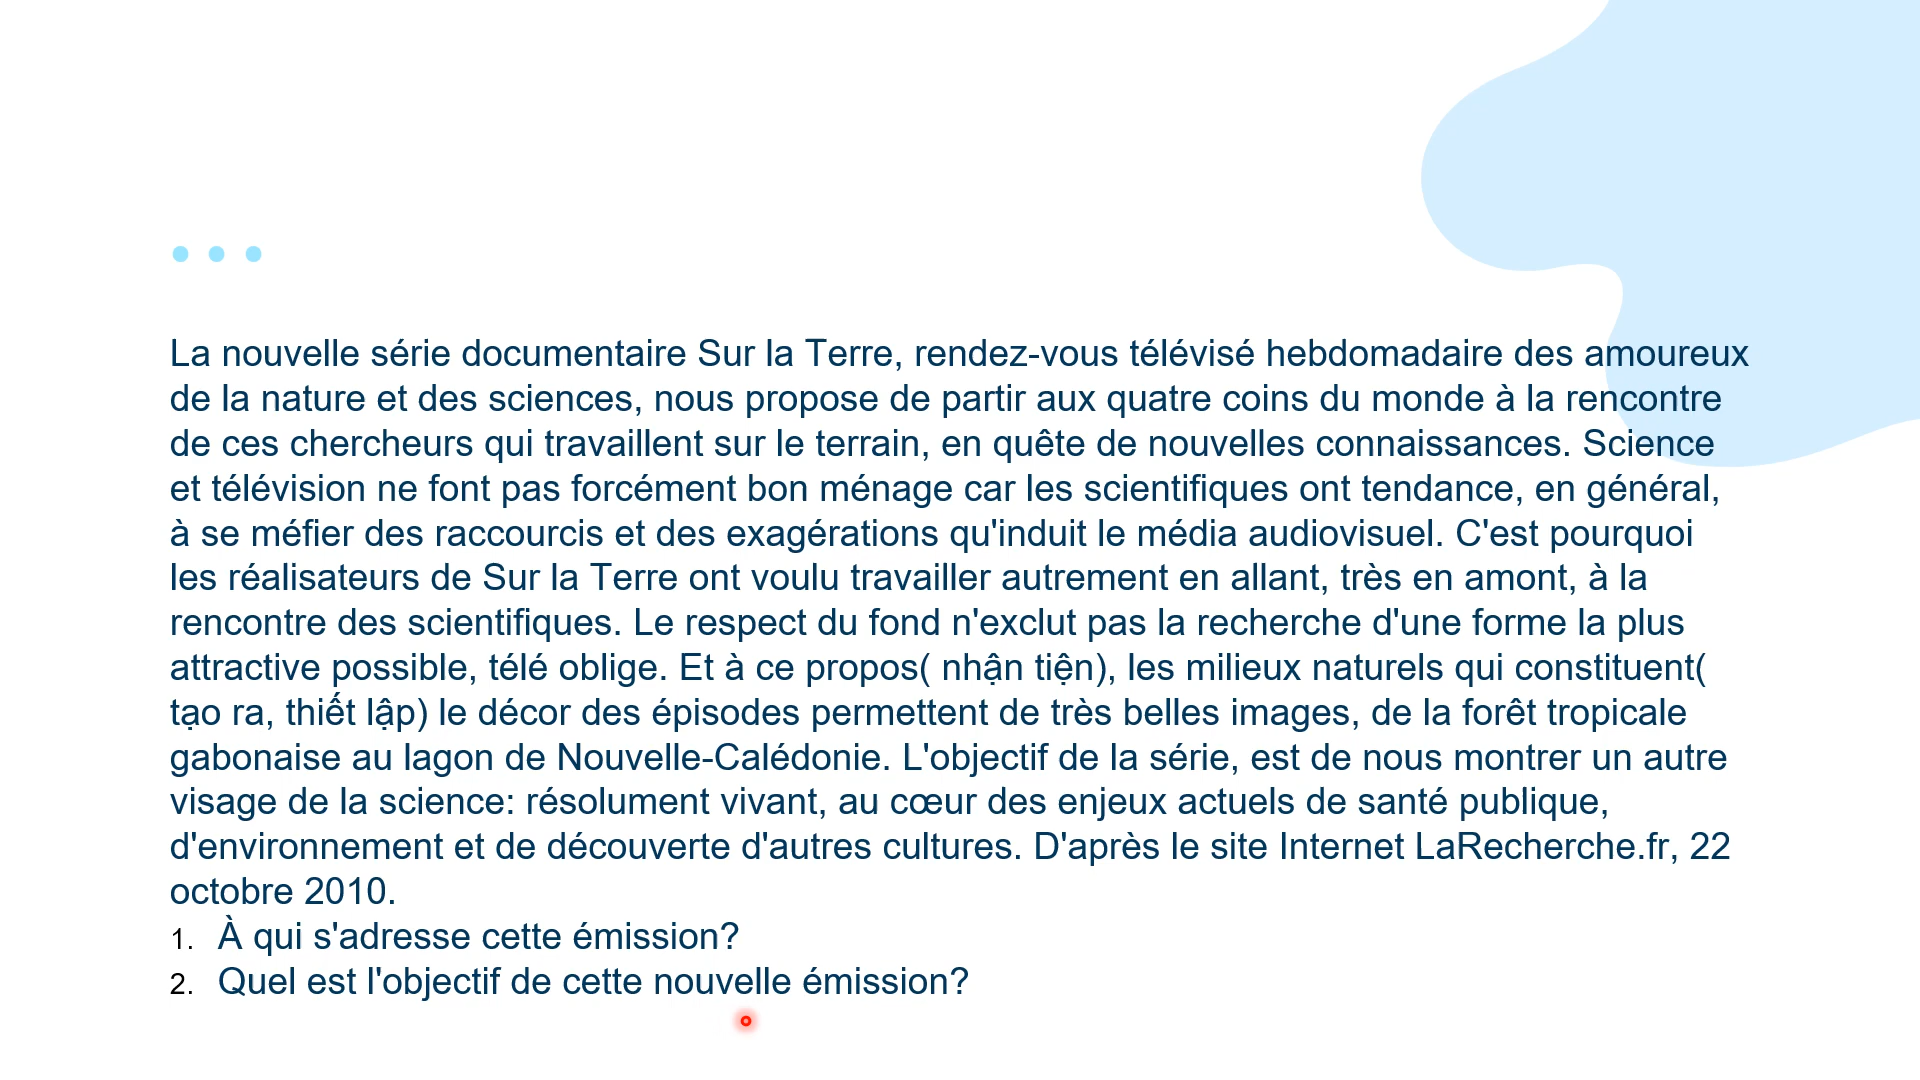 La nouvelle série documentaire Sur la Terre, rendez-vous télévisé hebdomadaire des amoureux
de la nature et des sciences, nous propose de partir aux quatre coins du monde à la rencontre
de ces chercheurs qui travaillent sur le terrain, en quête de nouvelles connaissances. Science
et télévision ne font pas forcément bon ménage car les scientifiques ont tendance, en général,
à se méfier des raccourcis et des exagérations qu'induit le média audiovisuel. C'est pourquoi
les réalisateurs de Sur la Terre ont voulu travailler autrement en allant, très en amont, à la
rencontre des scientifiques. Le respect du fond n'exclut pas la recherche d'une forme la plus
attractive possible, télé oblige. Et à ce propos( nhận tiện), les milieux naturels qui constituent(
tạo ra, thiết lập) le décor des épisodes permettent de très belles images, de la forêt tropicale
gabonaise au lagon de Nouvelle-Calédonie. L'objectif de la série, est de nous montrer un autre
visage de la science: résolument vivant, au cœur des enjeux actuels de santé publique,
d'environnement et de découverte d'autres cultures. D'après le site Internet LaRecherche.fr, 22
octobre 2010.
1. À qui s'adresse cette émission?
2. Quel est l'objectif de cette nouvelle émission?